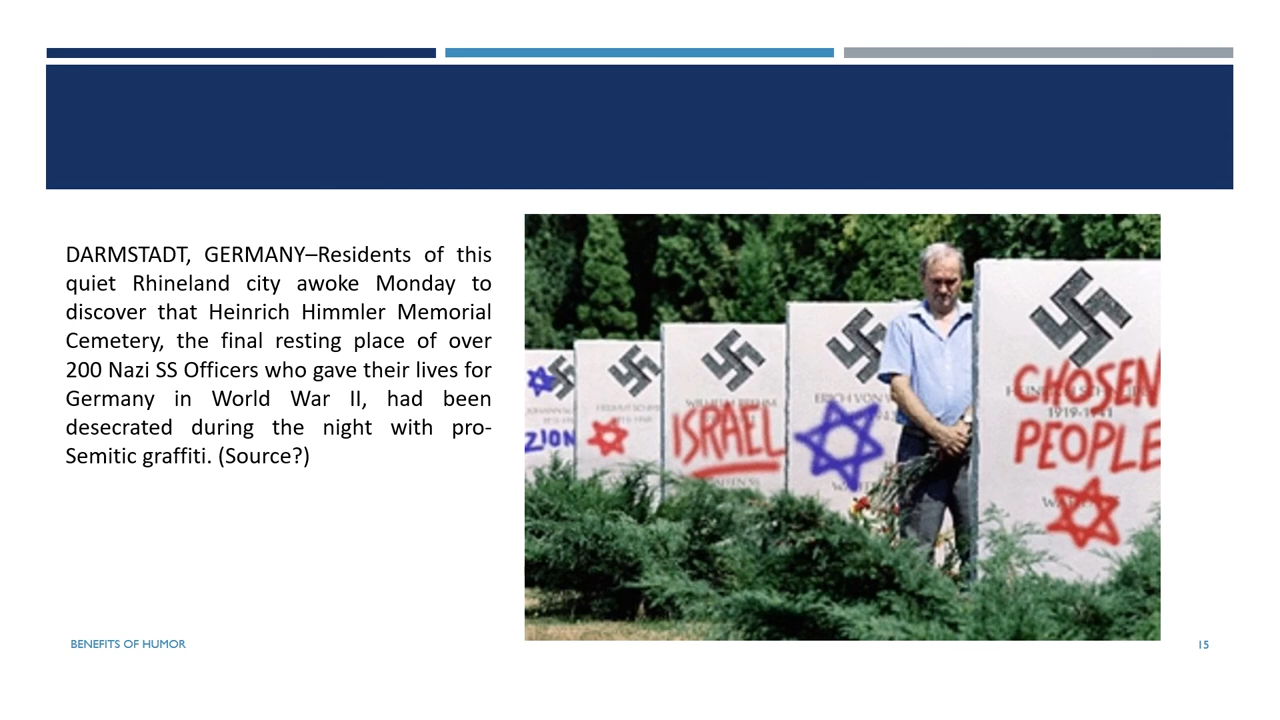 DARMSTADT, GERMANY–Residents of this
quiet Rhineland city awoke Monday to
discover that Heinrich Himmler Memorial
Cemetery, the final resting place of over
200 Nazi SS Officers who gave their lives for
Germany in World War II, had been
desecrated during the night with pro-
Semitic graffiti. (Source?)
ZION
ISRAEL
ERICH VON
CHOSEN
1919-1941
PEOPLE
BENEFITS OF HUMOR
15